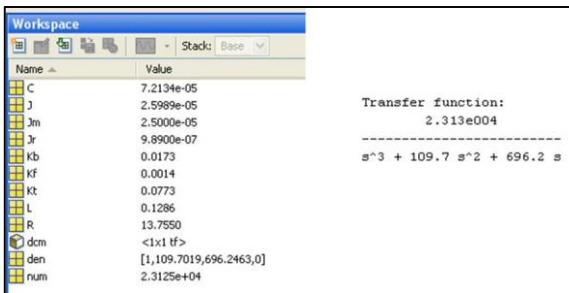 Workspace
Stack: Base
Name Value
C 7.2134e-05
J 2.5989e-05
Jm 2.5000e-05
Jr 9.8900e-07
Kb 0.0173
Kf 0.0014
Kt 0.0773
L 0.1286
R 13.7550
dcm <1x1 tf>
den [1,109.7019,696.2463,0]
num 2.3125e+04
Transfer function:
2.313e004
-------------------------
s^3 + 109.7 s^2 + 696.2 s